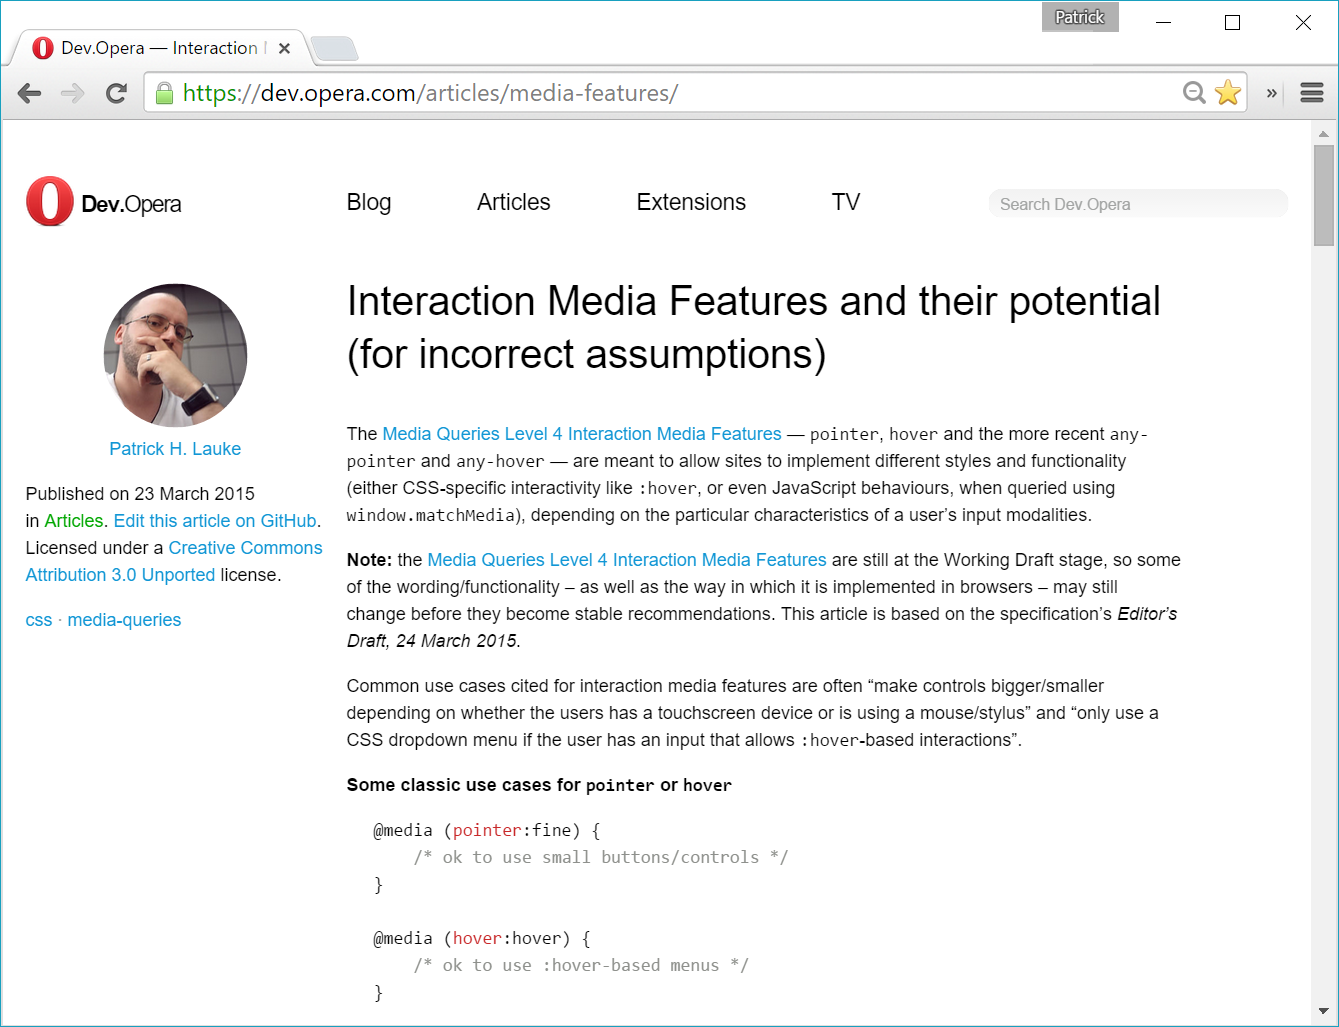 Patrick
Dev.Opera — Interaction
https://dev.opera.com/articles/media-features/
»
Dev.Opera
Blog
Articles
Extensions
TV
Search Dev.Opera
Interaction Media Features and their potential
(for incorrect assumptions)
Patrick H. Lauke
Published on 23 March 2015
in Articles. Edit this article on GitHub.
Licensed under a Creative Commons
Attribution 3.0 Unported license.
css · media-queries
The Media Queries Level 4 Interaction Media Features — pointer, hover and the more recent any-
pointer and any-hover — are meant to allow sites to implement different styles and functionality
(either CSS-specific interactivity like :hover, or even JavaScript behaviours, when queried using
window.matchMedia), depending on the particular characteristics of a user’s input modalities.
Note: the Media Queries Level 4 Interaction Media Features are still at the Working Draft stage, so some
of the wording/functionality – as well as the way in which it is implemented in browsers – may still
change before they become stable recommendations. This article is based on the specification’s Editor’s
Draft, 24 March 2015.
Common use cases cited for interaction media features are often “make controls bigger/smaller
depending on whether the users has a touchscreen device or is using a mouse/stylus” and “only use a
CSS dropdown menu if the user has an input that allows :hover-based interactions”.
Some classic use cases for pointer or hover
@media (pointer:fine) {
/* ok to use small buttons/controls */
}
@media (hover:hover) {
/* ok to use :hover-based menus */
}